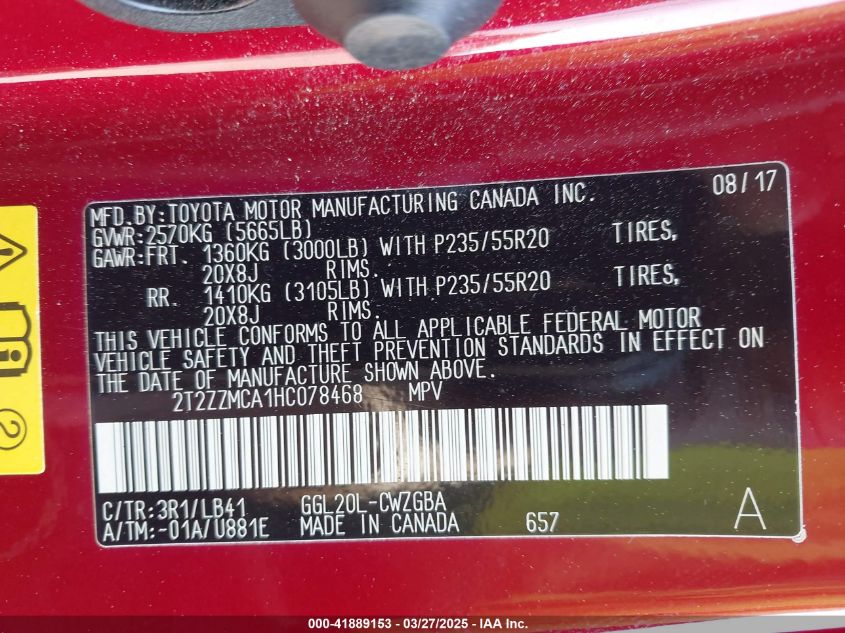 MFD.BY:TOYOTA MOTOR MANUFACTURING CANADA INC. 08/17
GVWR:2570KG (5665LB)
GAWR:FRT. 1360KG (3000LB) WITH P235/55R20 TIRES,
20X8J RIMS.
RR. 1410KG (3105LB) WITH P235/55R20 TIRES,
20X8J RIMS.
THIS VEHICLE CONFORMS TO ALL APPLICABLE FEDERAL MOTOR
VEHICLE SAFETY AND THEFT PREVENTION STANDARDS IN EFFECT ON
THE DATE OF MANUFACTURE SHOWN ABOVE.
2T2ZZMCA1HC078468 MPV
C/TR:3R1/LB41 GGL20L-CWZGBA
A/TM:-01A/U881E MADE IN CANADA 657 A
2
000-41889153 — 03/27/2025 — IAA Inc.